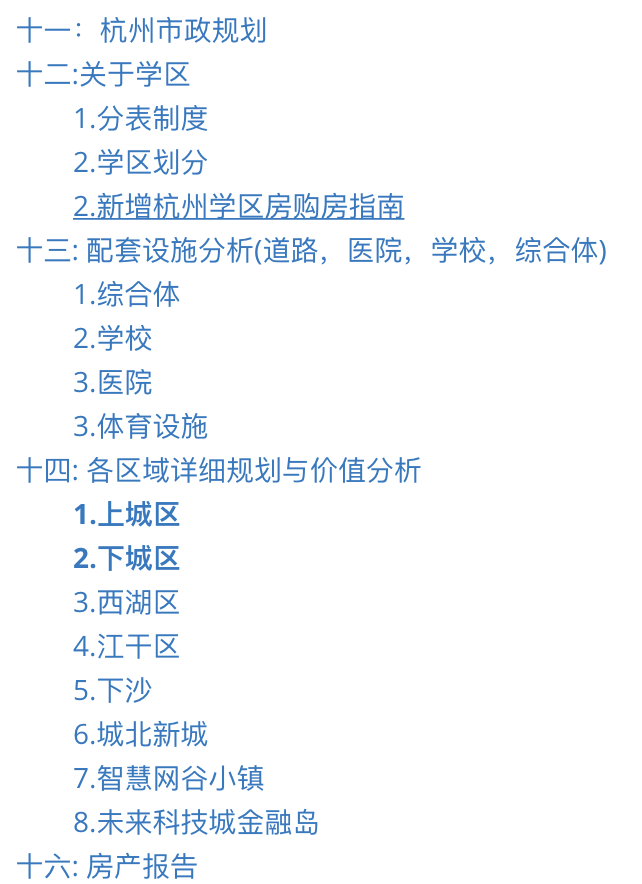 十一：杭州市政规划
十二:关于学区
1.分表制度
2.学区划分
2.新增杭州学区房购房指南
十三: 配套设施分析(道路，医院，学校，综合体)
1.综合体
2.学校
3.医院
3.体育设施
十四: 各区域详细规划与价值分析
1.上城区
2.下城区
3.西湖区
4.江干区
5.下沙
6.城北新城
7.智慧网谷小镇
8.未来科技城金融岛
十六: 房产报告